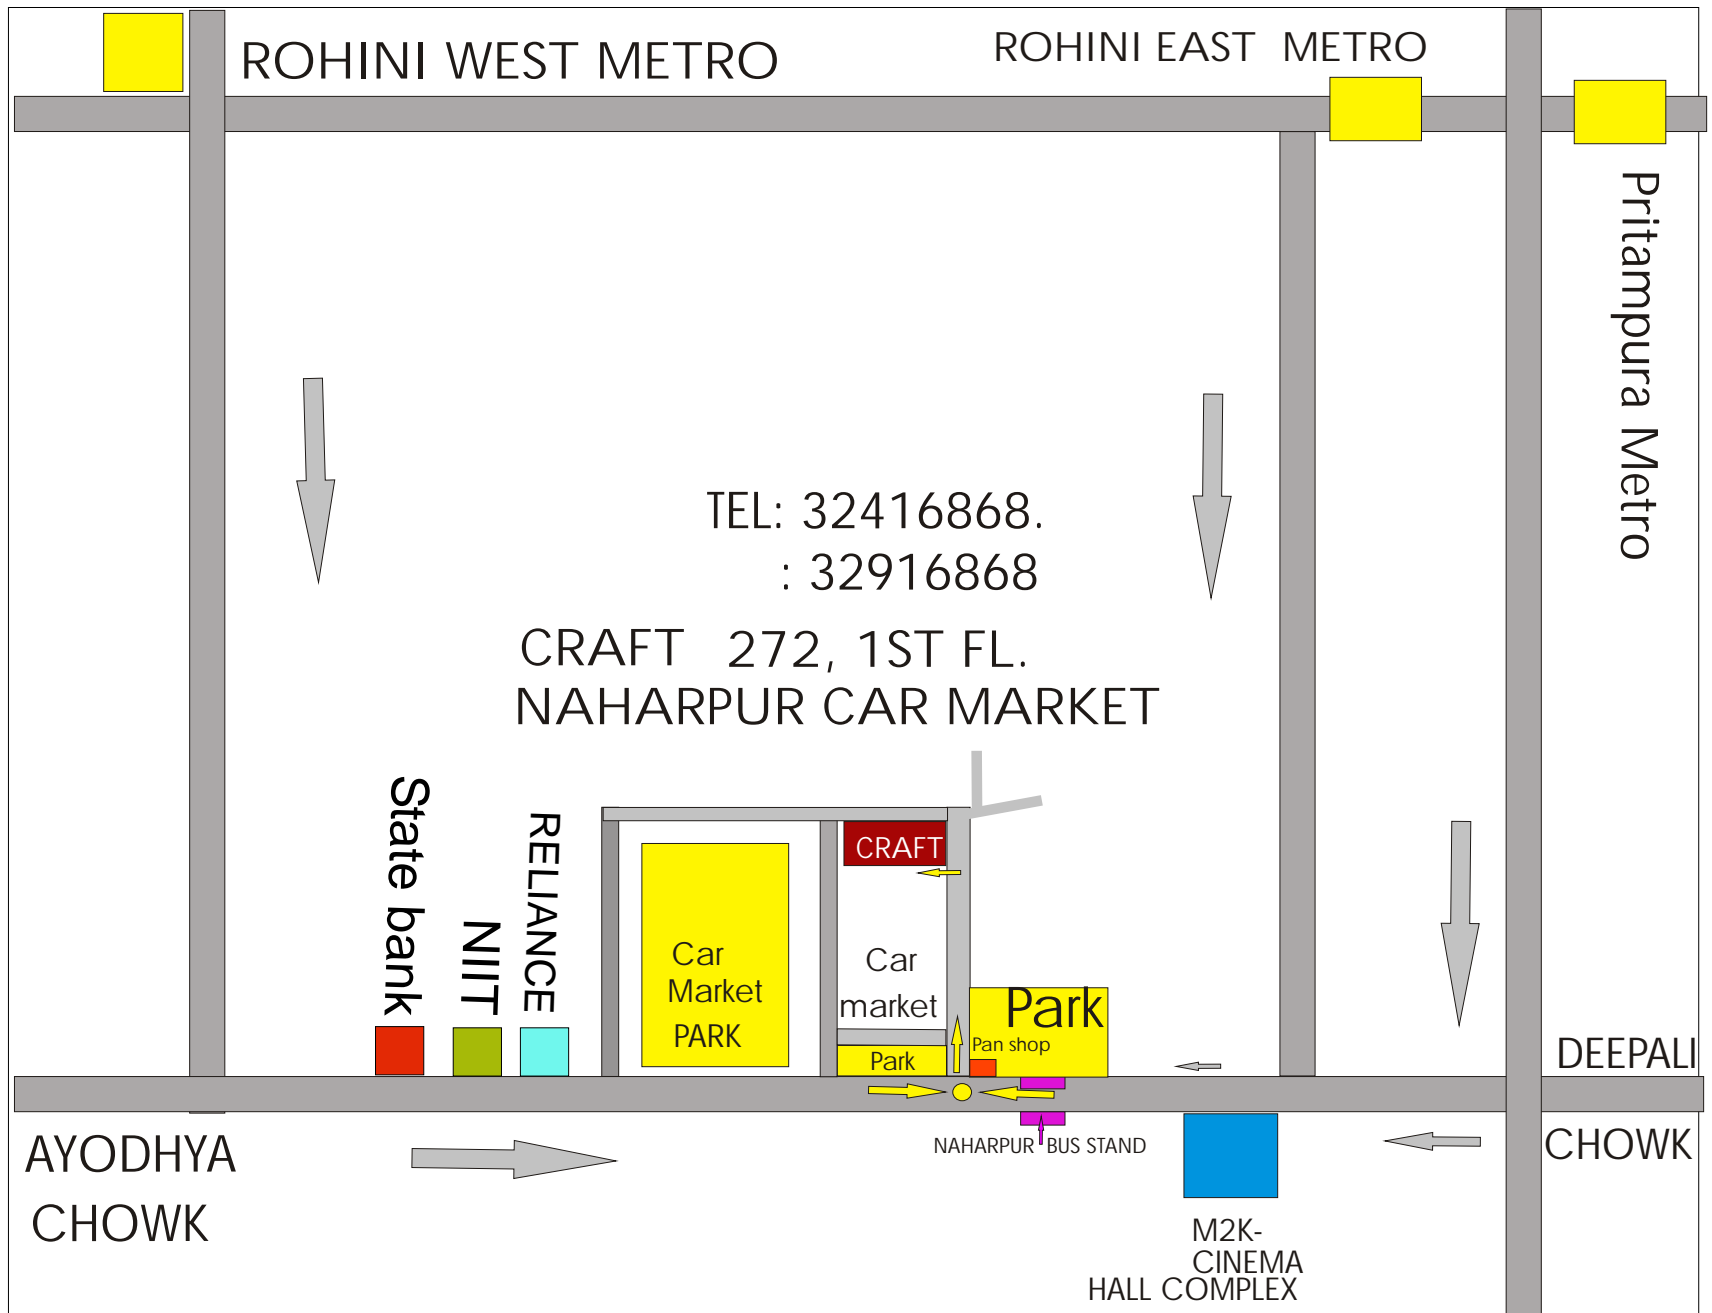 ROHINI WEST METRO
ROHINI EAST METRO
Pritampura Metro
TEL: 32416868.
: 32916868
CRAFT 272, 1ST FL.
NAHARPUR CAR MARKET
State bank
NIIT
RELIANCE
CRAFT
Car
Market
PARK
Car
market
Park
Park
Pan shop
DEEPALI
CHOWK
AYODHYA
CHOWK
NAHARPUR BUS STAND
M2K-
CINEMA
HALL COMPLEX